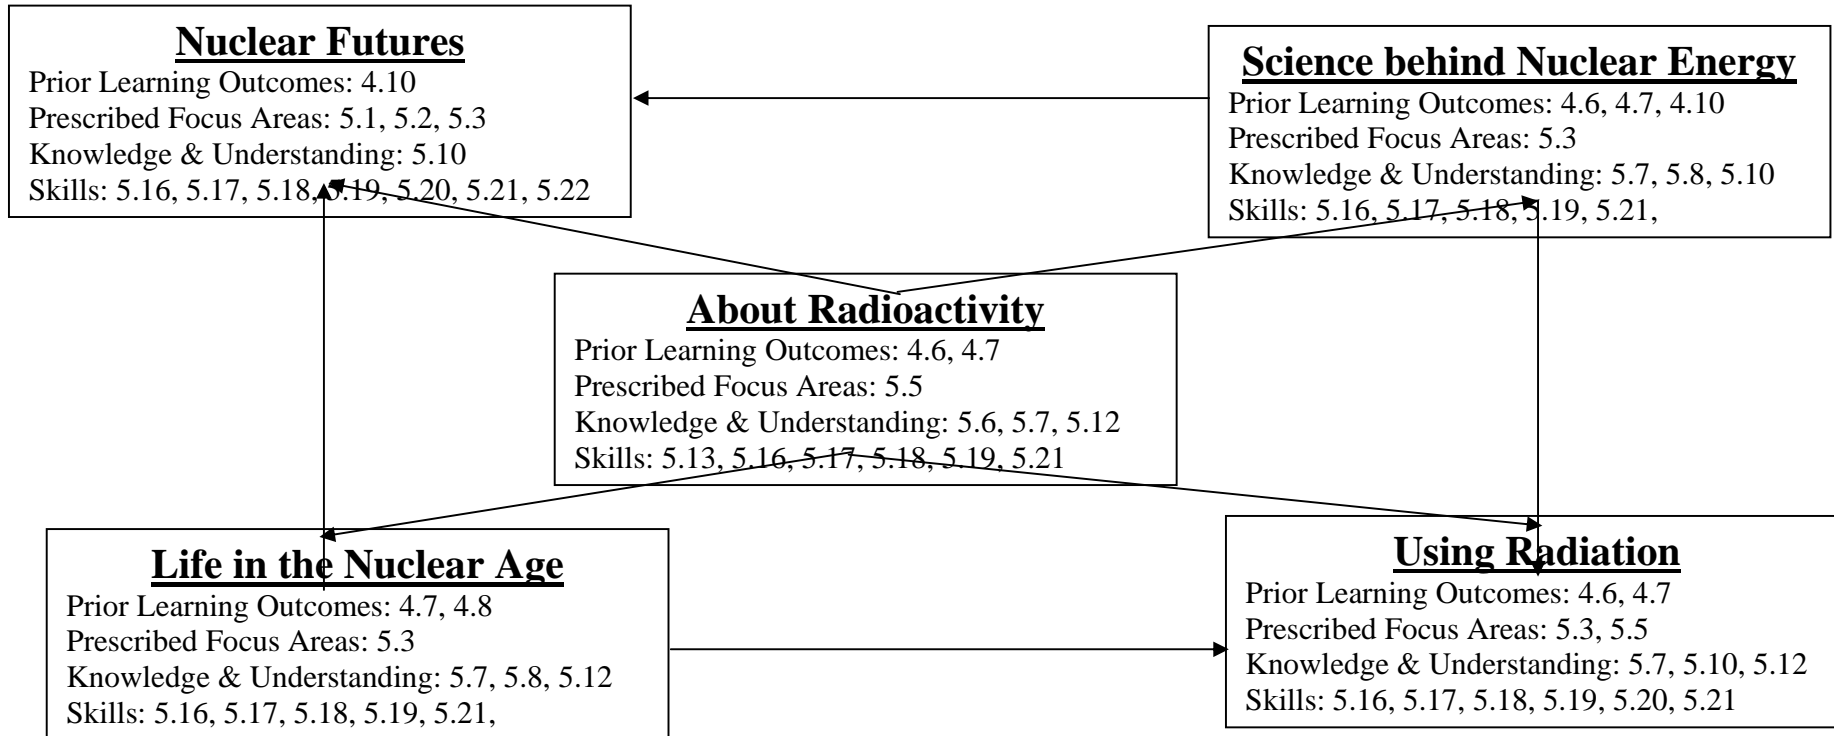 Nuclear Futures
Prior Learning Outcomes: 4.10
Prescribed Focus Areas: 5.1, 5.2, 5.3
Knowledge & Understanding: 5.10
Skills: 5.16, 5.17, 5.18, 5.19, 5.20, 5.21, 5.22
Science behind Nuclear Energy
Prior Learning Outcomes: 4.6, 4.7, 4.10
Prescribed Focus Areas: 5.3
Knowledge & Understanding: 5.7, 5.8, 5.10
Skills: 5.16, 5.17, 5.18, 5.19, 5.21,
About Radioactivity
Prior Learning Outcomes: 4.6, 4.7
Prescribed Focus Areas: 5.5
Knowledge & Understanding: 5.6, 5.7, 5.12
Skills: 5.13, 5.16, 5.17, 5.18, 5.19, 5.21
Life in the Nuclear Age
Prior Learning Outcomes: 4.7, 4.8
Prescribed Focus Areas: 5.3
Knowledge & Understanding: 5.7, 5.8, 5.12
Skills: 5.16, 5.17, 5.18, 5.19, 5.21,
Using Radiation
Prior Learning Outcomes: 4.6, 4.7
Prescribed Focus Areas: 5.3, 5.5
Knowledge & Understanding: 5.7, 5.10, 5.12
Skills: 5.16, 5.17, 5.18, 5.19, 5.20, 5.21